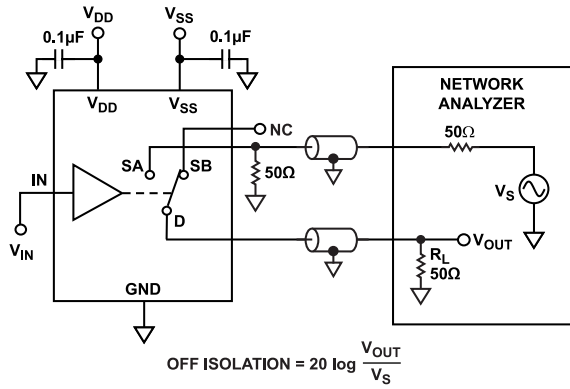 V_DD
V_SS
0.1µF
0.1µF
V_DD
V_SS
NC
NETWORK
ANALYZER
50Ω
SA
SB
50Ω
IN
V_S
D
V_IN
V_OUT
R_L
50Ω
GND
OFF ISOLATION = 20 log V_OUT / V_S